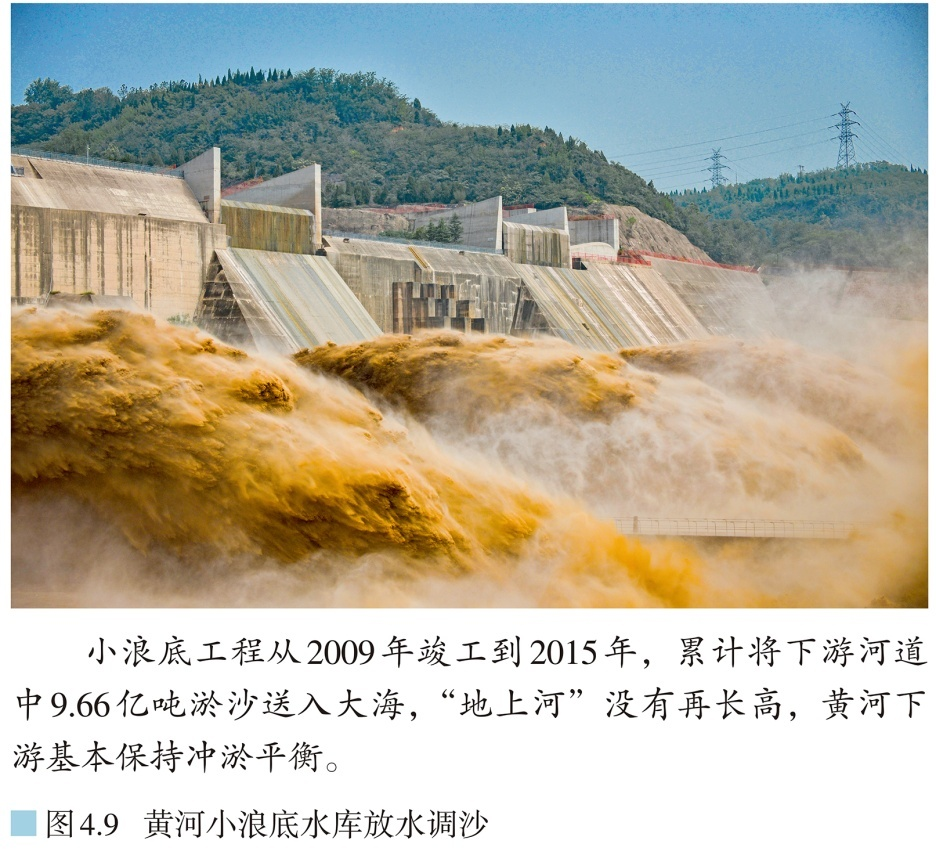 小浪底工程从2009年竣工到2015年，累计将下游河道
中9.66亿吨淤沙送入大海，“地上河”没有再长高，黄河下
游基本保持冲淤平衡。
图4.9 黄河小浪底水库放水调沙